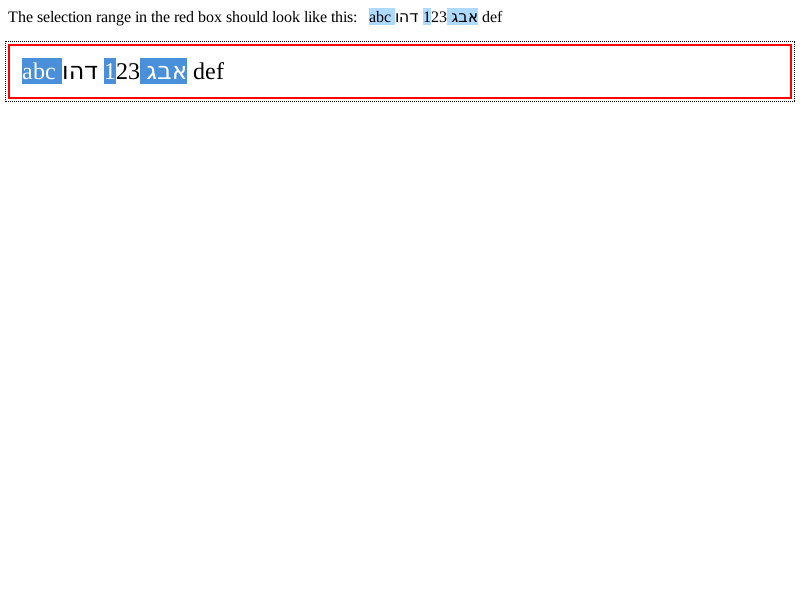 The selection range in the red box should look like this: abc אבג 123 דהו def
abc אבג 123 דהו def